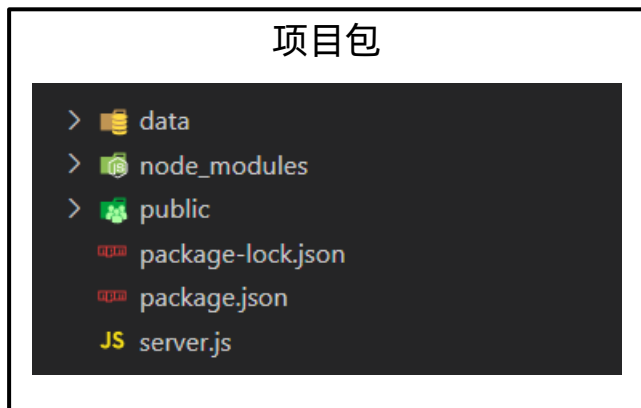 项目包
data
node_modules
public
package-lock.json
package.json
JS server.js